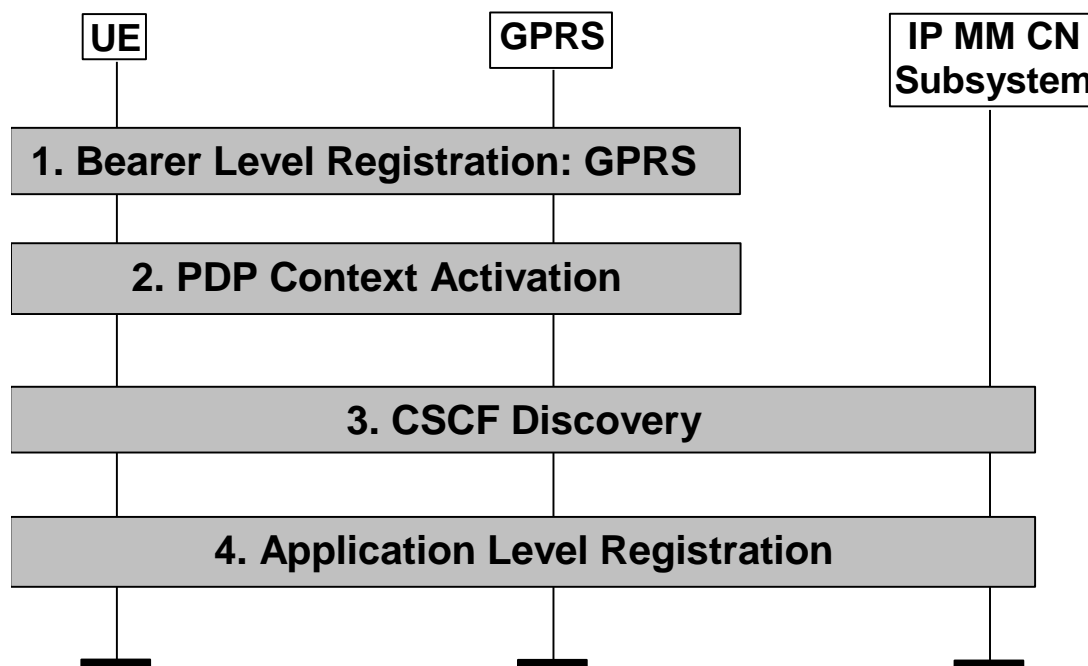 UE
GPRS
IP MM CN
Subsystem
1. Bearer Level Registration: GPRS
2. PDP Context Activation
3. CSCF Discovery
4. Application Level Registration